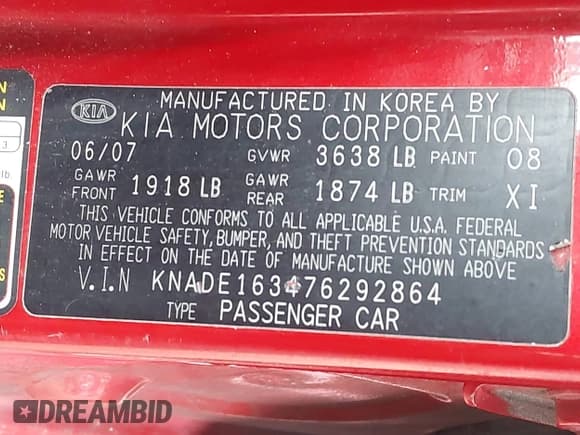 MANUFACTURED IN KOREA BY
KIA KIA MOTORS CORPORATION
06/07 GVWR 3638 LB PAINT 08
GAWR FRONT 1918 LB GAWR REAR 1874 LB TRIM XI
THIS VEHICLE CONFORMS TO ALL APPLICABLE U.S.A. FEDERAL
MOTOR VEHICLE SAFETY, BUMPER, AND THEFT PREVENTION STANDARDS
IN EFFECT ON THE DATE OF MANUFACTURE SHOWN ABOVE
V.I.N KNADE163476292864
TYPE PASSENGER CAR
N
N
3
lb.
DREAMBID